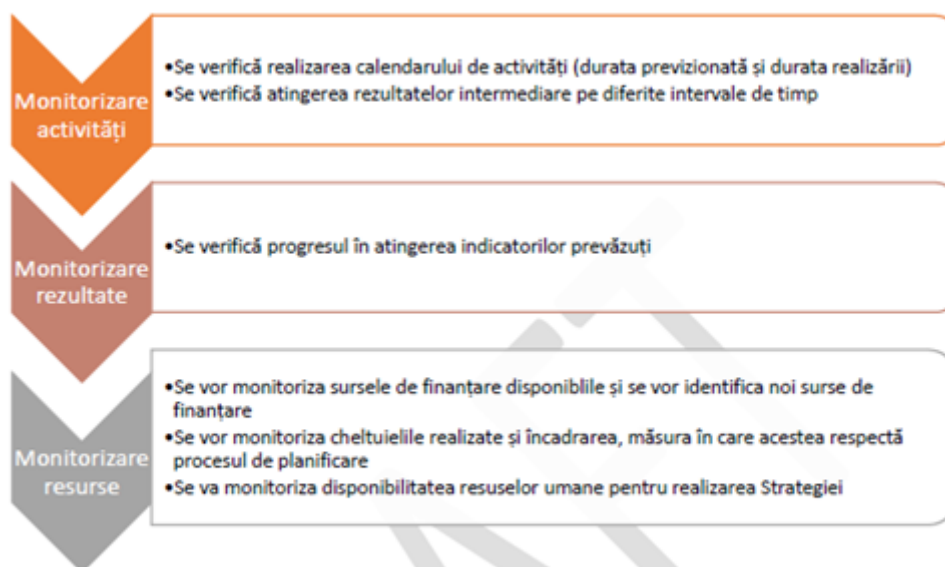 Monitorizare
activități
•Se verifică realizarea calendarului de activități (durata previzionată și durata realizării)
•Se verifică atingerea rezultatelor intermediare pe diferite intervale de timp
Monitorizare
rezultate
•Se verifică progresul în atingerea indicatorilor prevăzuți
Monitorizare
resurse
•Se vor monitoriza sursele de finanțare disponiblile și se vor identifica noi surse de
finanțare
•Se vor monitoriza cheltuielile realizate și încadrarea, măsura în care acestea respectă
procesul de planificare
•Se va monitoriza disponibilitatea resuselor umane pentru realizarea Strategiei